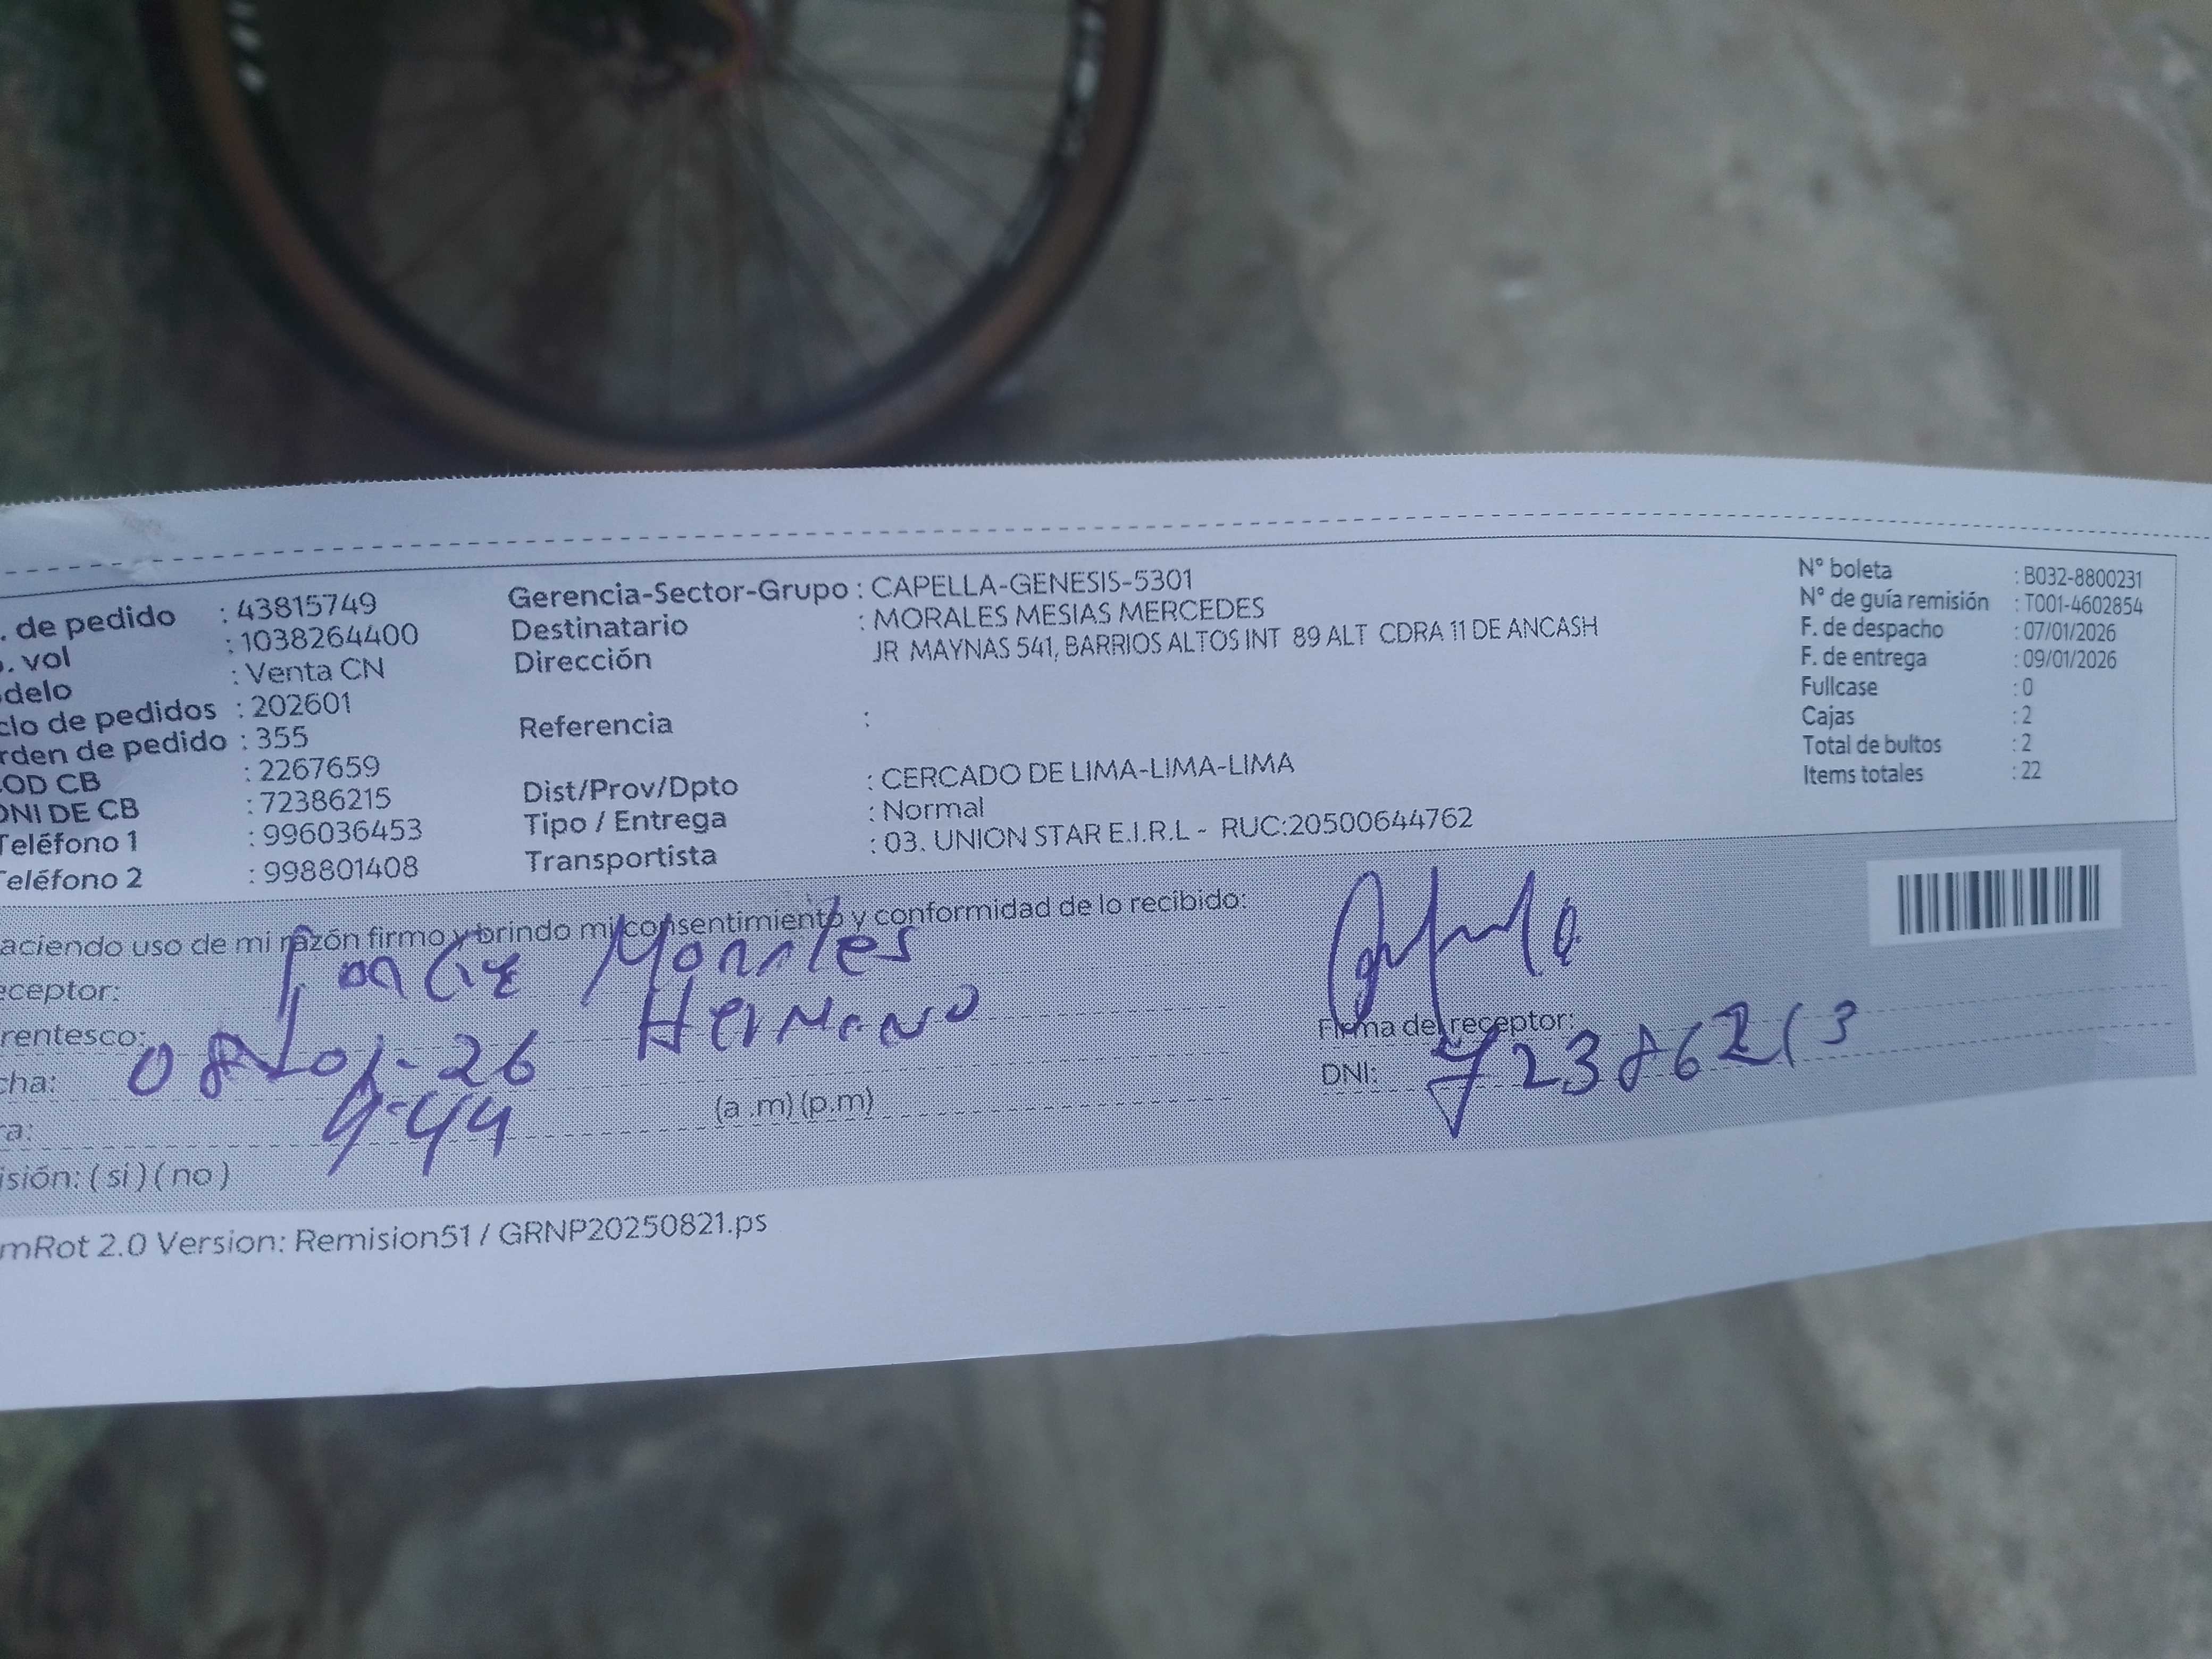 . de pedido : 43815749
. vol : 1038264400
delo : Venta CN
clo de pedidos : 202601
rden de pedido : 355
COD CB : 2267659
DNI DE CB : 72386215
Teléfono 1 : 996036453
Teléfono 2 : 998801408
Gerencia-Sector-Grupo : CAPELLA-GENESIS-5301
Destinatario : MORALES MESIAS MERCEDES
Dirección JR MAYNAS 541, BARRIOS ALTOS INT 89 ALT CDRA 11 DE ANCASH
Referencia :
Dist/Prov/Dpto : CERCADO DE LIMA-LIMA-LIMA
Tipo / Entrega : Normal
Transportista : 03. UNION STAR E.I.R.L - RUC:20500644762
N° boleta : B032-8800231
N° de guía remisión : T001-4602854
F. de despacho : 07/01/2026
F. de entrega : 09/01/2026
Fullcase : 0
Cajas : 2
Total de bultos : 2
Items totales : 22
aciendo uso de mi razón firmo y brindo mi consentimiento y conformidad de lo recibido:
eceptor: Morales
rentesco: HERMANO
cha: 08-01-26
ra: 9-44 (a .m) (p.m)
isión: ( si ) ( no )
Firma del receptor:
DNI: 72386213
mRot 2.0 Version: Remision51 / GRNP20250821.ps